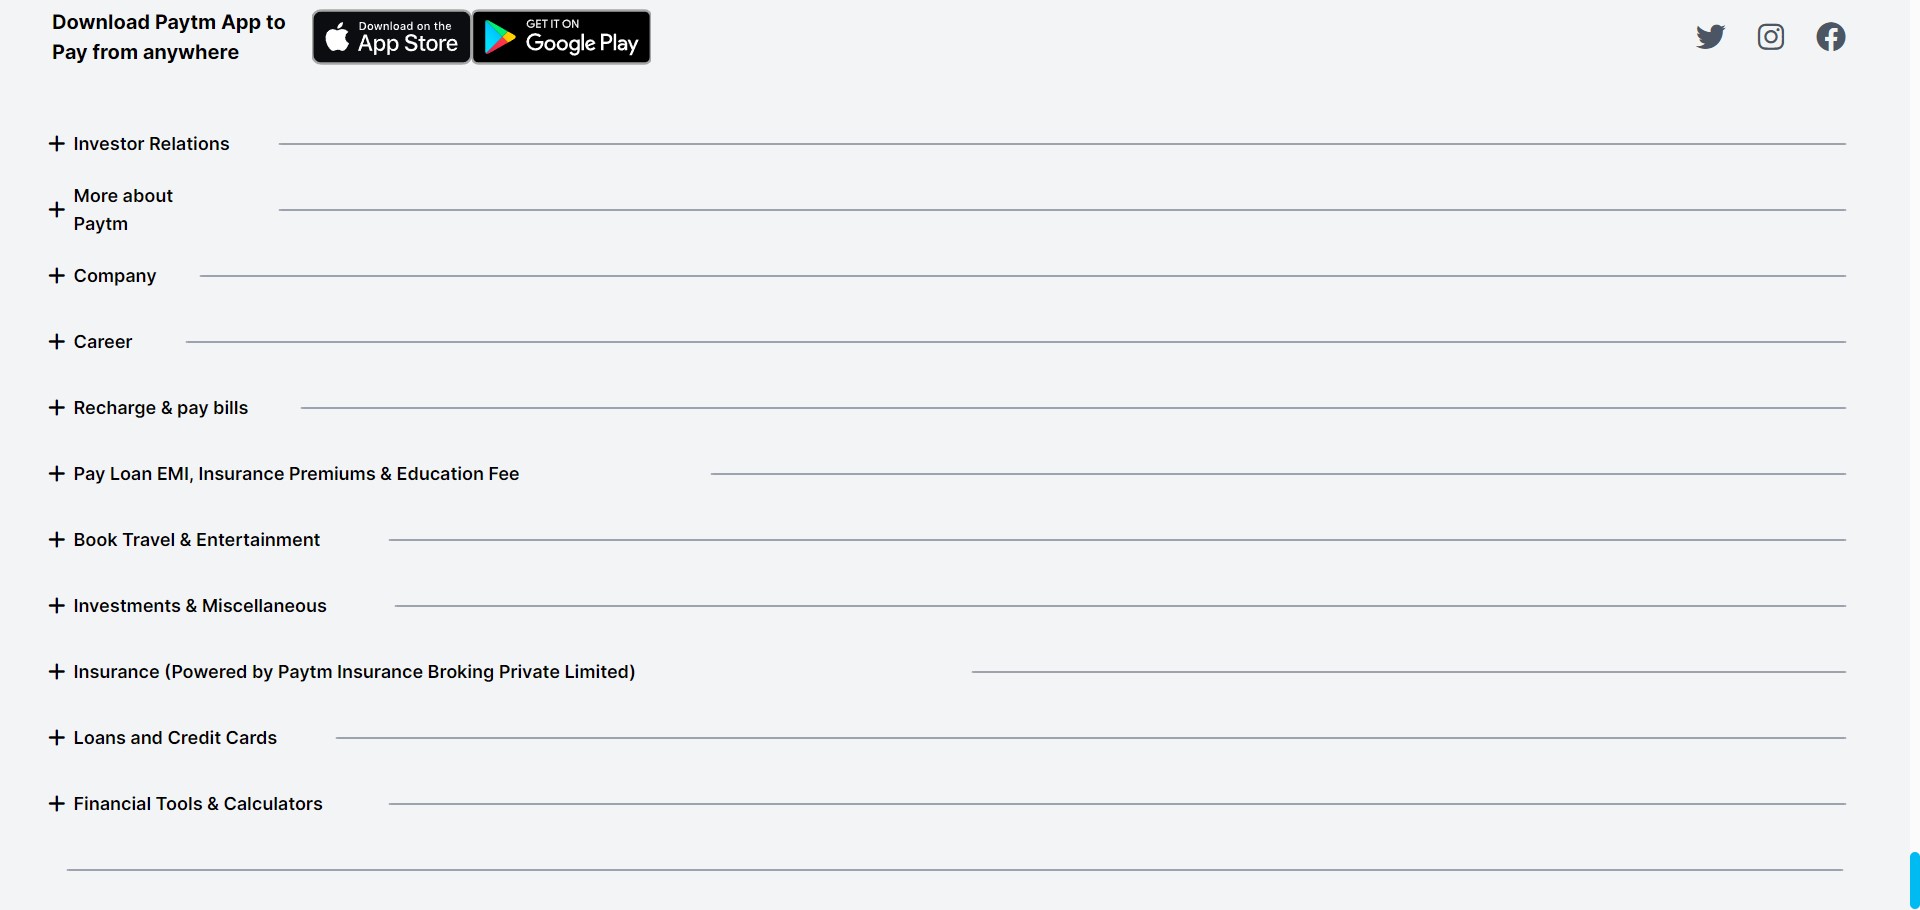 Download Paytm App to
Pay from anywhere
Download on the
App Store
GET IT ON
Google Play
Investor Relations
More about
Paytm
Company
Career
Recharge & pay bills
Pay Loan EMI, Insurance Premiums & Education Fee
Book Travel & Entertainment
Investments & Miscellaneous
Insurance (Powered by Paytm Insurance Broking Private Limited)
Loans and Credit Cards
Financial Tools & Calculators